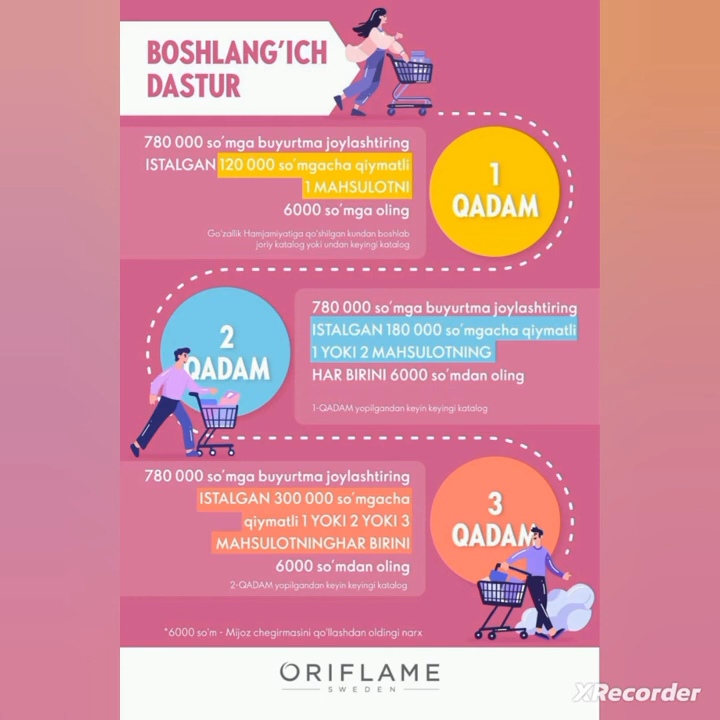 BOSHLANG'ICH
DASTUR
780 000 so'mga buyurtma joylashtiring
ISTALGAN 120 000 so'mgacha qiymatli
1 MAHSULOTNI
6000 so'mga oling
Go'zallik Hamjamiyatiga qo'shilgan kundan boshlab
joriy katalog yoki undan keyingi katalog
1
QADAM
2
QADAM
780 000 so'mga buyurtma joylashtiring
ISTALGAN 180 000 so'mgacha qiymatli
1 YOKI 2 MAHSULOTNING
HAR BIRINI 6000 so'mdan oling
1-QADAM yopilgandan keyin keyingi katalog
780 000 so'mga buyurtma joylashtiring
ISTALGAN 300 000 so'mgacha
qiymatli 1 YOKI 2 YOKI 3
MAHSULOTNINGHAR BIRINI
6000 so'mdan oling
2-QADAM yopilgandan keyin keyingi katalog
3
QADAM
*6000 so'm - Mijoz chegirmasini qo'llashdan oldingi narx
ORIFLAME
SWEDEN
XRecorder